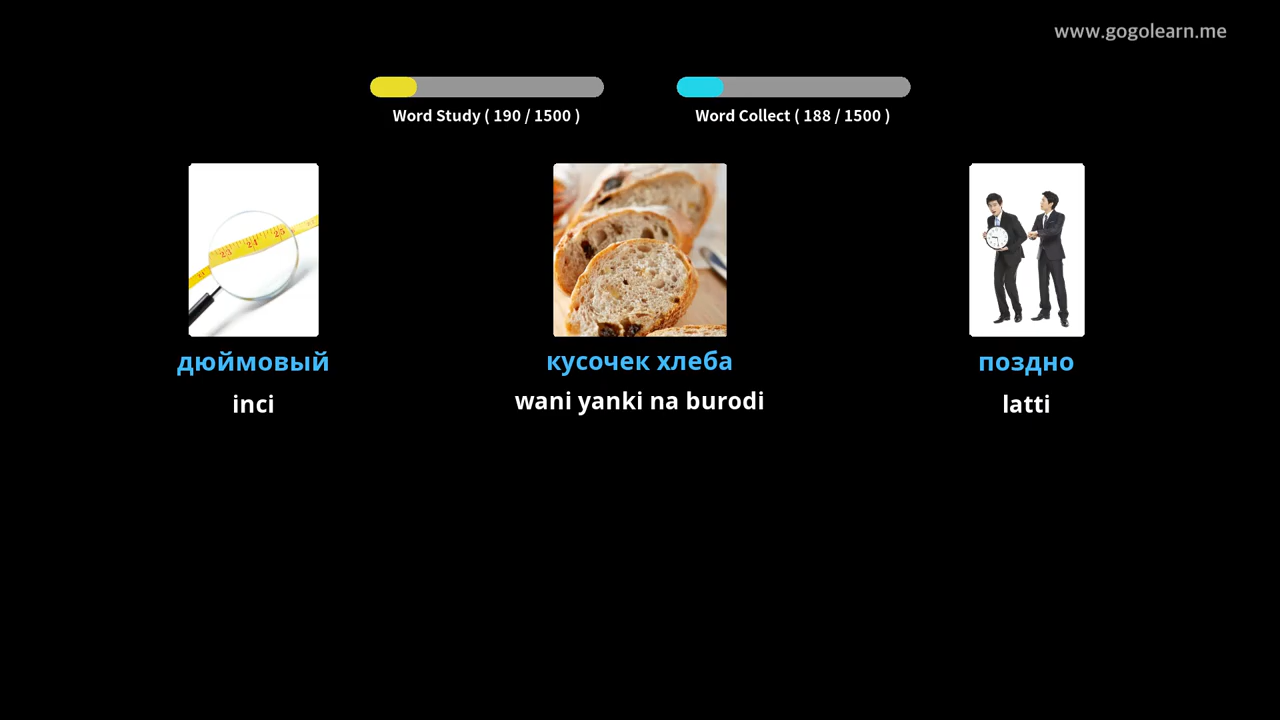 www.gogolearn.me
Word Study ( 190 / 1500 )
Word Collect ( 188 / 1500 )
дюймовый
inci
кусочек хлеба
wani yanki na burodi
поздно
latti